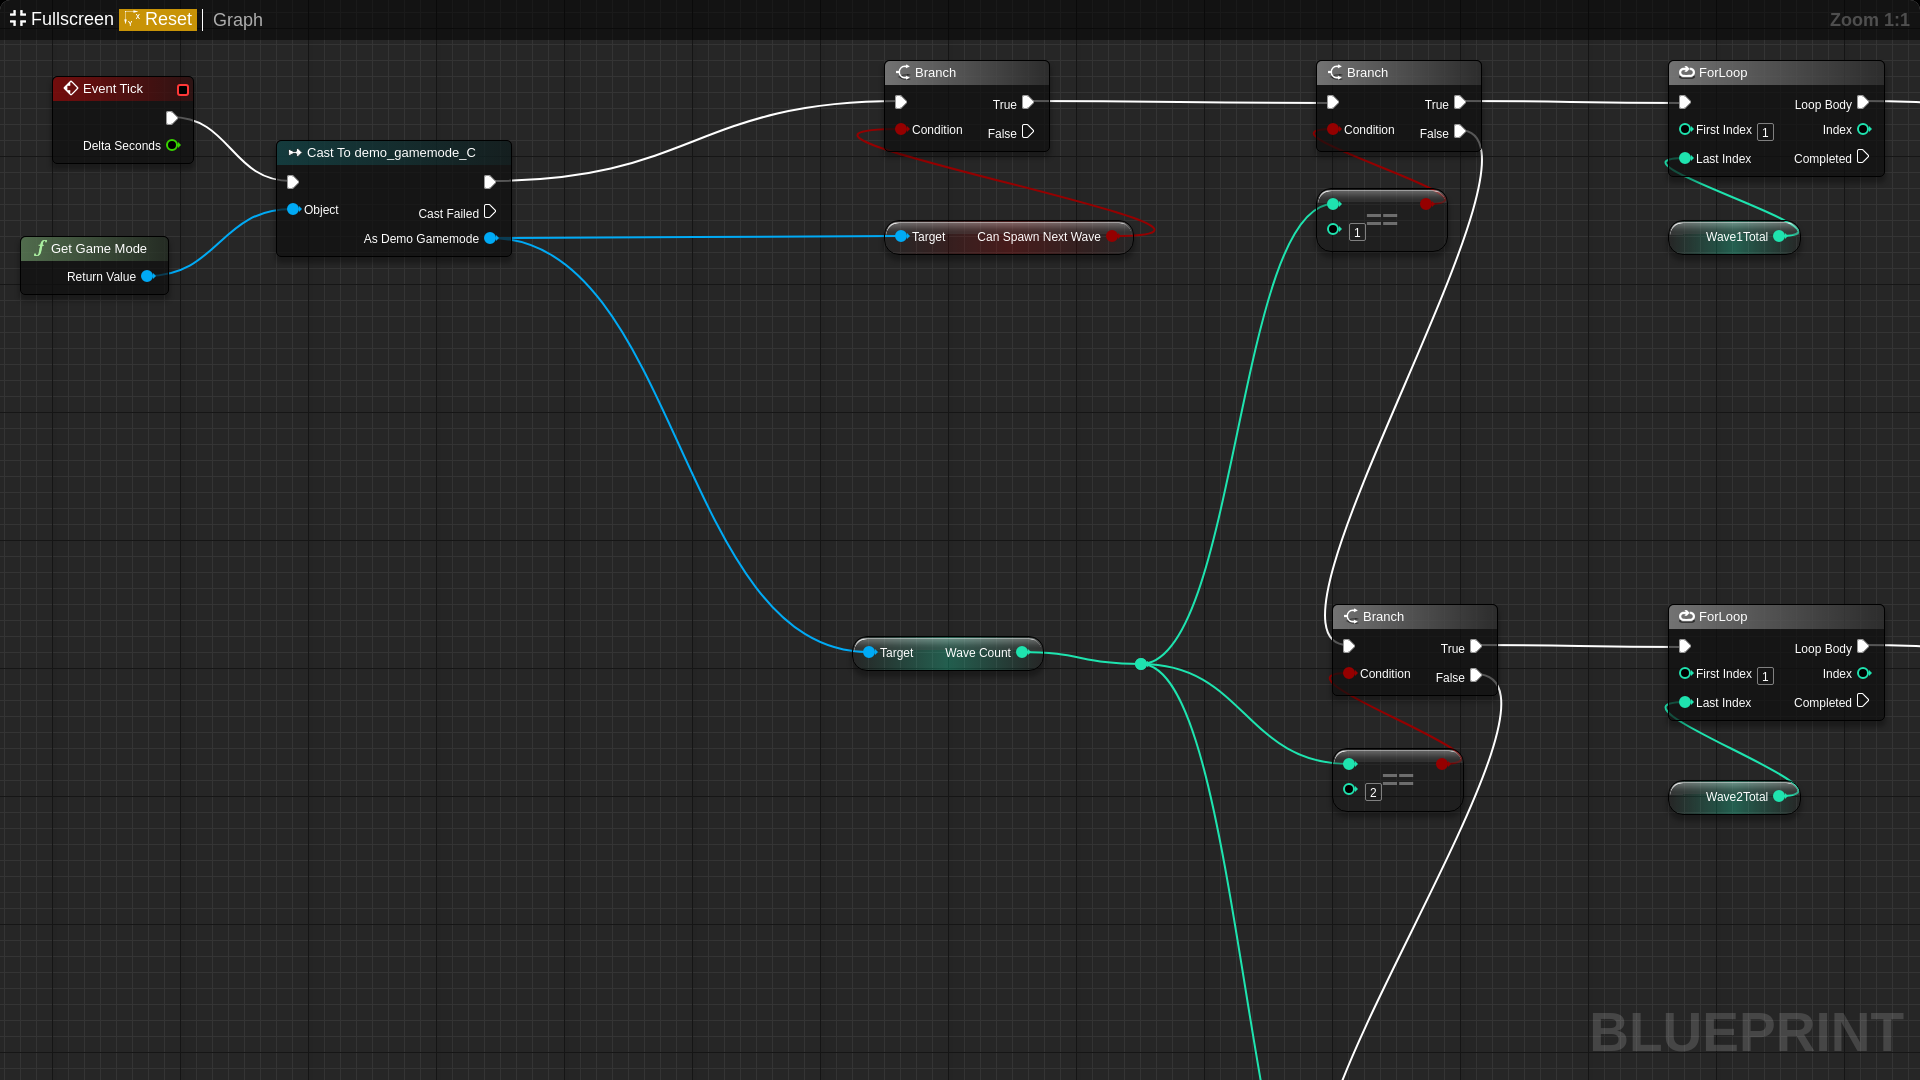 Fullscreen Reset Graph Zoom 1:1
Event Tick
Delta Seconds
Get Game Mode
Return Value
Cast To demo_gamemode_C
Object
Cast Failed
As Demo Gamemode
Branch
True
Condition
False
Target Can Spawn Next Wave
Branch
True
Condition
False
1 ==
ForLoop
Loop Body
First Index 1 Index
Last Index Completed
Wave1Total
Target Wave Count
Branch
True
Condition
False
2 ==
ForLoop
Loop Body
First Index 1 Index
Last Index Completed
Wave2Total
BLUEPRINT